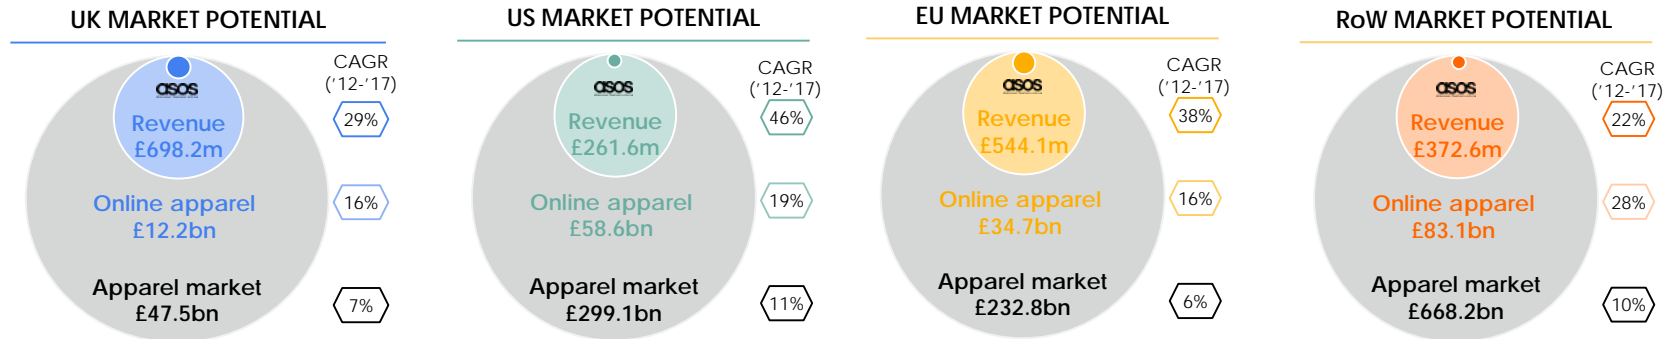 UK MARKET POTENTIAL
CAGR
('12-'17)
asos
Revenue
£698.2m
29%
Online apparel
£12.2bn
16%
Apparel market
£47.5bn
7%
US MARKET POTENTIAL
CAGR
('12-'17)
asos
Revenue
£261.6m
46%
Online apparel
£58.6bn
19%
Apparel market
£299.1bn
11%
EU MARKET POTENTIAL
CAGR
('12-'17)
asos
Revenue
£544.1m
38%
Online apparel
£34.7bn
16%
Apparel market
£232.8bn
6%
RoW MARKET POTENTIAL
CAGR
('12-'17)
asos
Revenue
£372.6m
22%
Online apparel
£83.1bn
28%
Apparel market
£668.2bn
10%